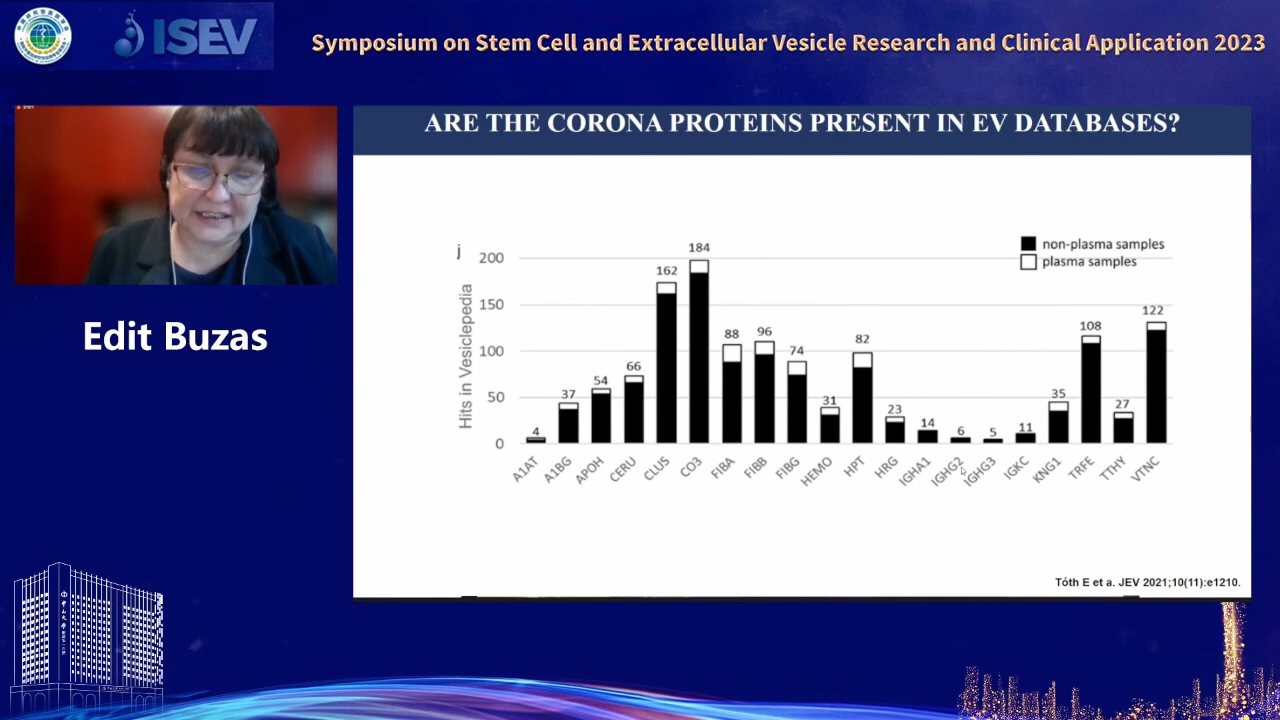 ISEV
Symposium on Stem Cell and Extracellular Vesicle Research and Clinical Application 2023
ARE THE CORONA PROTEINS PRESENT IN EV DATABASES?
Edit Buzas
j
non-plasma samples
plasma samples
Hits in Vesiclepedia
200
150
100
50
0
4
37
54
66
162
184
88
96
74
31
82
23
14
6
5
11
35
108
27
122
A1AT
A1BG
APOH
CERU
CLUS
CO3
FIBA
FIBB
FIBG
HEMO
HPT
HRG
IGHA1
IGHG2
IGHG3
IGKC
KNG1
TRFE
TTHY
VTNC
Tóth E et a. JEV 2021;10(11):e1210.